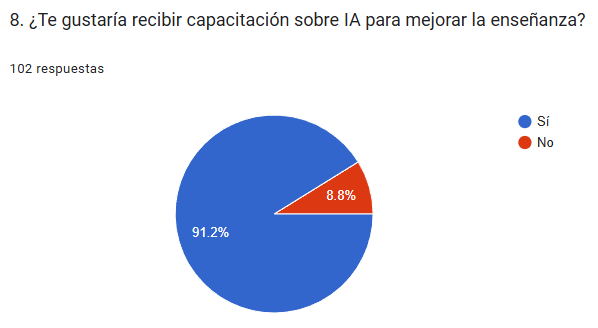 8. ¿Te gustaría recibir capacitación sobre IA para mejorar la enseñanza?
102 respuestas
Sí
No
8.8%
91.2%